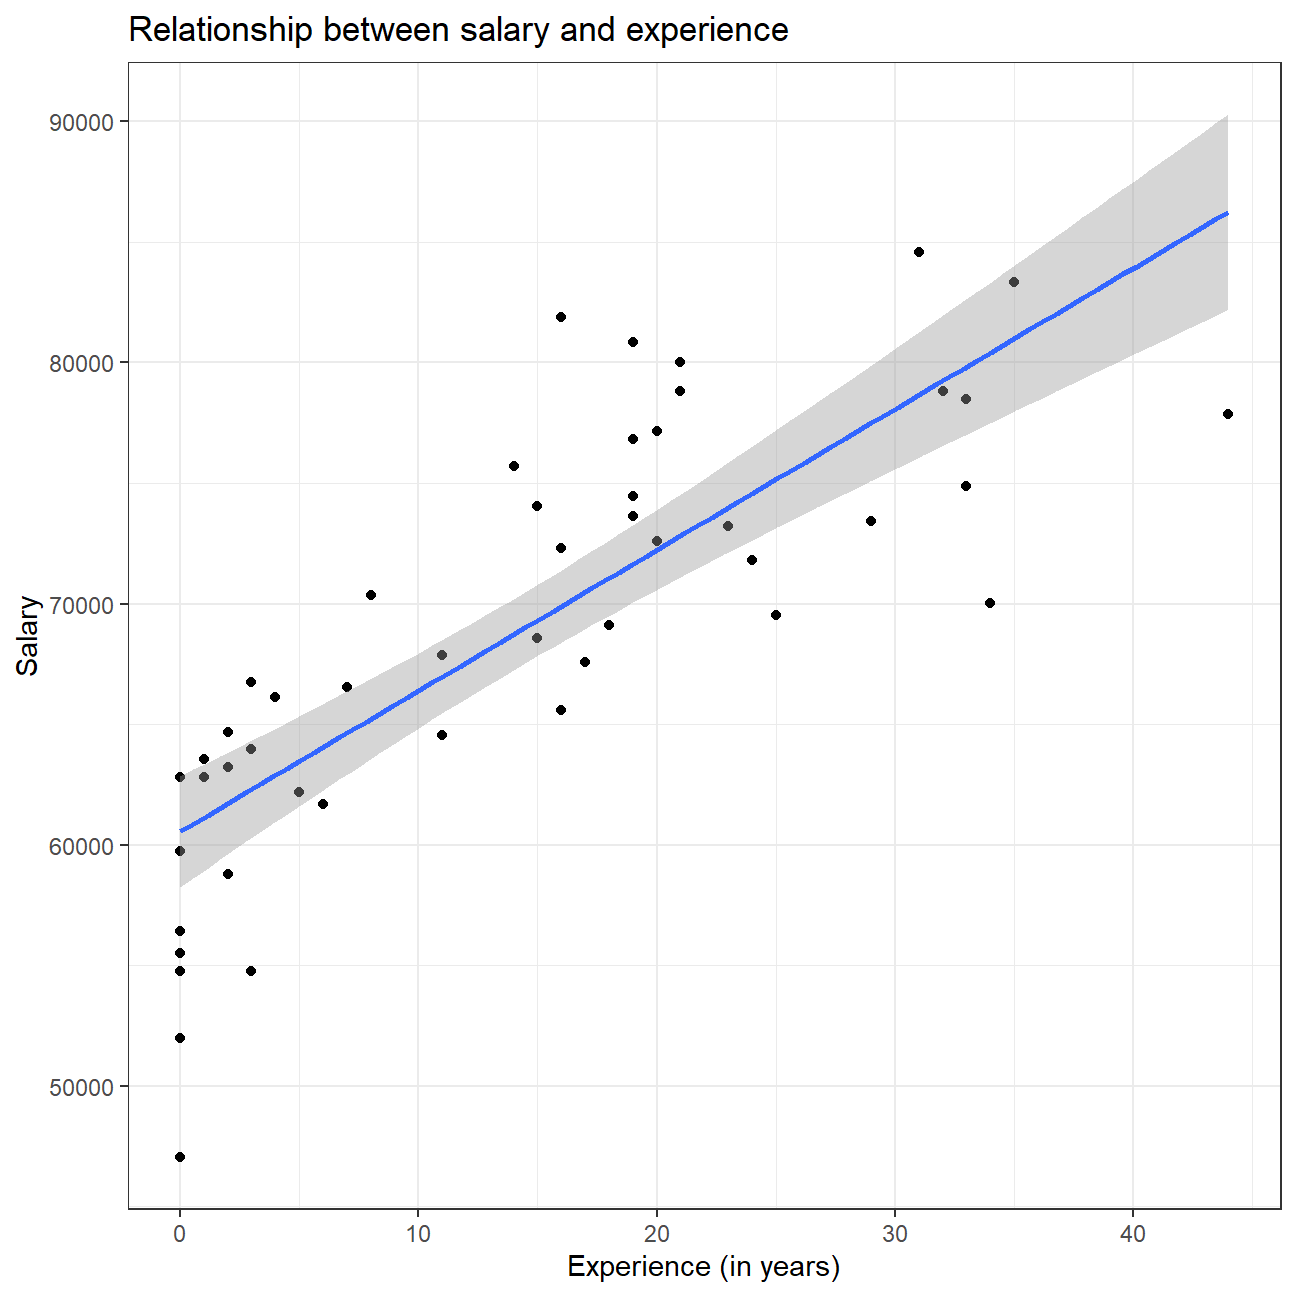 Relationship between salary and experience
90000
80000
70000
60000
50000
Salary
0 10 20 30 40
Experience (in years)